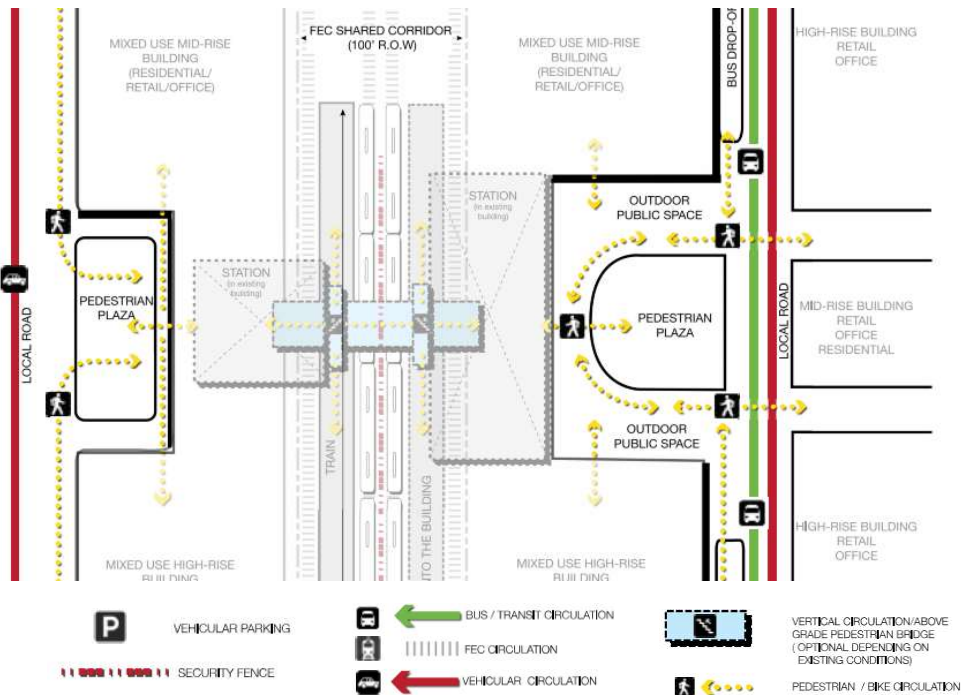 FEC SHARED CORRIDOR
(100' R.O.W)
MIXED USE MID-RISE
BUILDING
(RESIDENTIAL/
RETAIL/OFFICE)
MIXED USE MID-RISE
BUILDING
(RESIDENTIAL/
RETAIL/OFFICE)
BUS DROP-OF
HIGH-RISE BUILDING
RETAIL
OFFICE
STATION
(in existing
building)
OUTDOOR
PUBLIC SPACE
STATION
(in existing
building)
PEDESTRIAN
PLAZA
PEDESTRIAN
PLAZA
MID-RISE BUILDING
RETAIL
OFFICE
RESIDENTIAL
LOCAL ROAD
LOCAL ROAD
OUTDOOR
PUBLIC SPACE
TRAIN
NTO THE BUILDING
MIXED USE HIGH-RISE
BUILDING
MIXED USE HIGH-RISE
BUILDING
HIGH-RISE BUILDING
RETAIL
OFFICE
P
VEHICULAR PARKING
SECURITY FENCE
BUS / TRANSIT CIRCULATION
FEC CIRCULATION
VEHICULAR CIRCULATION
VERTICAL CIRCULATION/ABOVE
GRADE PEDESTRIAN BRIDGE
( OPTIONAL DEPENDING ON
EXISTING CONDITIONS)
PEDESTRIAN / BIKE CIRCULATION